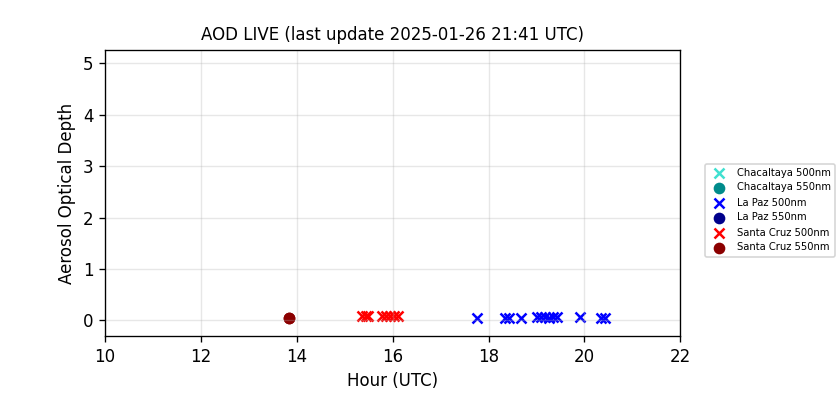 AOD LIVE (last update 2025-01-26 21:41 UTC)
Aerosol Optical Depth
5
4
3
2
1
0
10 12 14 16 18 20 22
Hour (UTC)
Chacaltaya 500nm
Chacaltaya 550nm
La Paz 500nm
La Paz 550nm
Santa Cruz 500nm
Santa Cruz 550nm